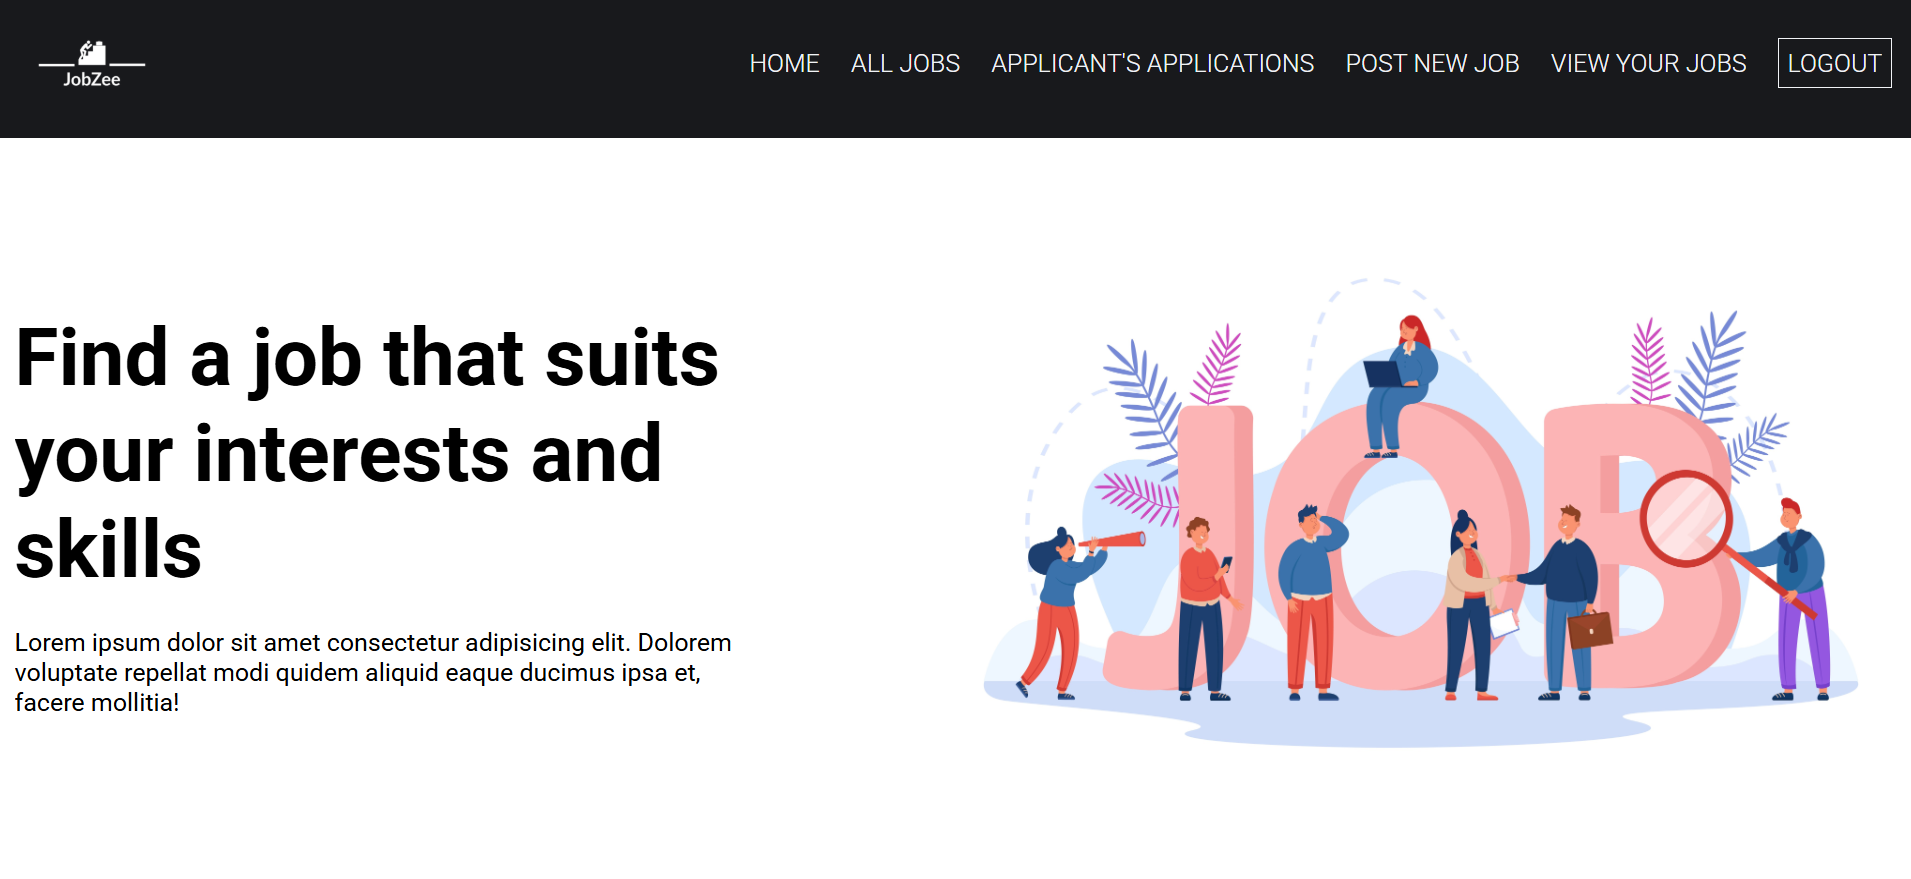 JobZee
HOME ALL JOBS APPLICANT'S APPLICATIONS POST NEW JOB VIEW YOUR JOBS LOGOUT
Find a job that suits
your interests and
skills
Lorem ipsum dolor sit amet consectetur adipisicing elit. Dolorem
voluptate repellat modi quidem aliquid eaque ducimus ipsa et,
facere mollitia!
JOB